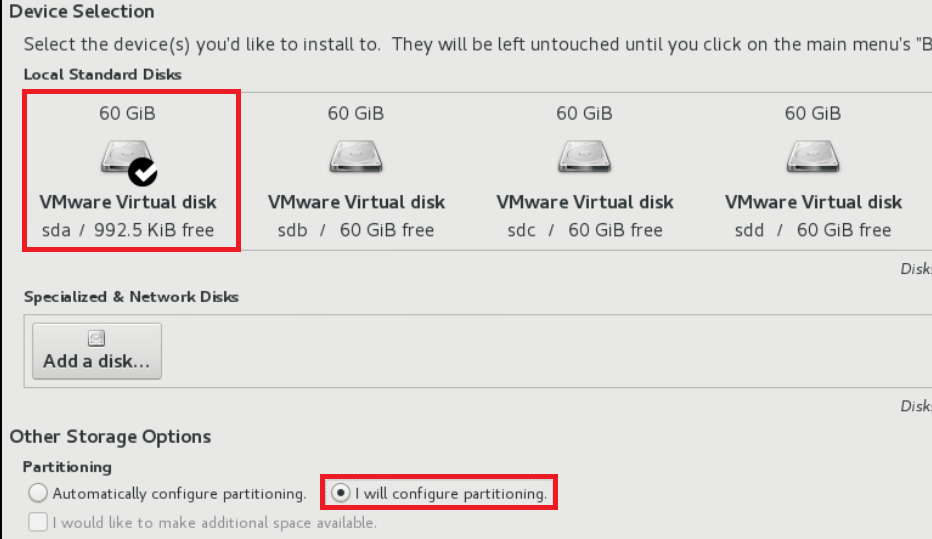 Device Selection
Select the device(s) you'd like to install to. They will be left untouched until you click on the main menu's "B
Local Standard Disks
60 GiB 60 GiB 60 GiB 60 GiB
VMware Virtual disk VMware Virtual disk VMware Virtual disk VMware Virtual disk
sda / 992.5 KiB free sdb / 60 GiB free sdc / 60 GiB free sdd / 60 GiB free
Disks
Specialized & Network Disks
Add a disk...
Disks
Other Storage Options
Partitioning
Automatically configure partitioning. I will configure partitioning.
I would like to make additional space available.